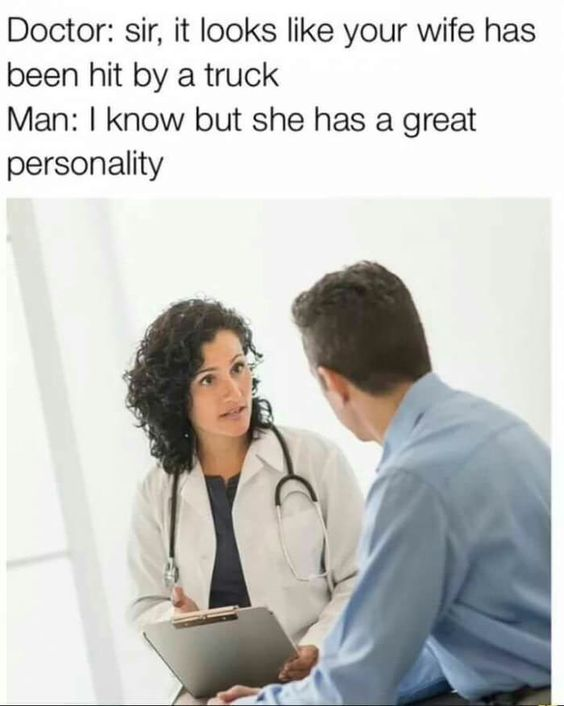 Doctor: sir, it looks like your wife has
been hit by a truck
Man: I know but she has a great
personality